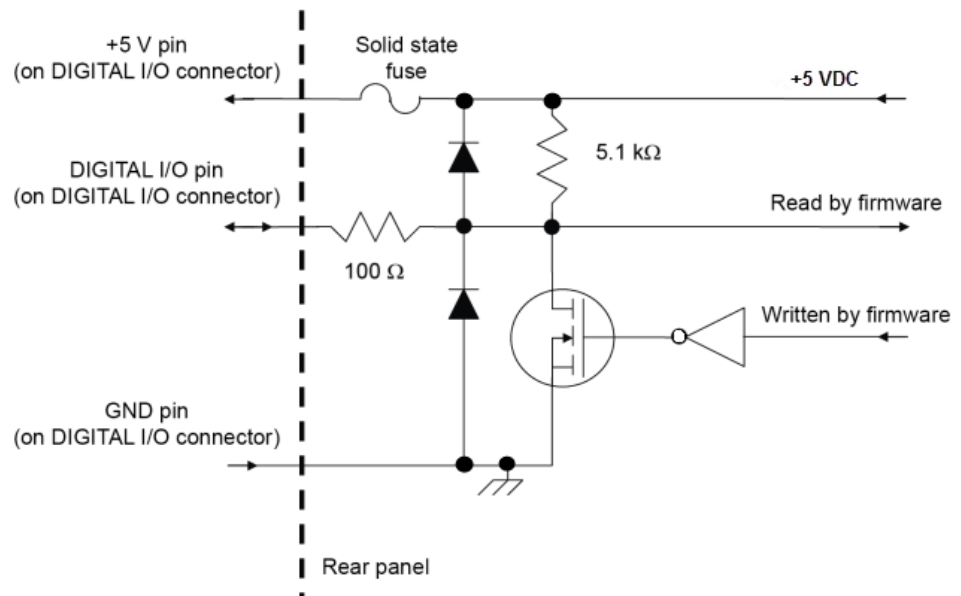 +5 V pin
(on DIGITAL I/O connector)
Solid state
fuse
+5 VDC
5.1 kΩ
DIGITAL I/O pin
(on DIGITAL I/O connector)
Read by firmware
100 Ω
Written by firmware
GND pin
(on DIGITAL I/O connector)
Rear panel